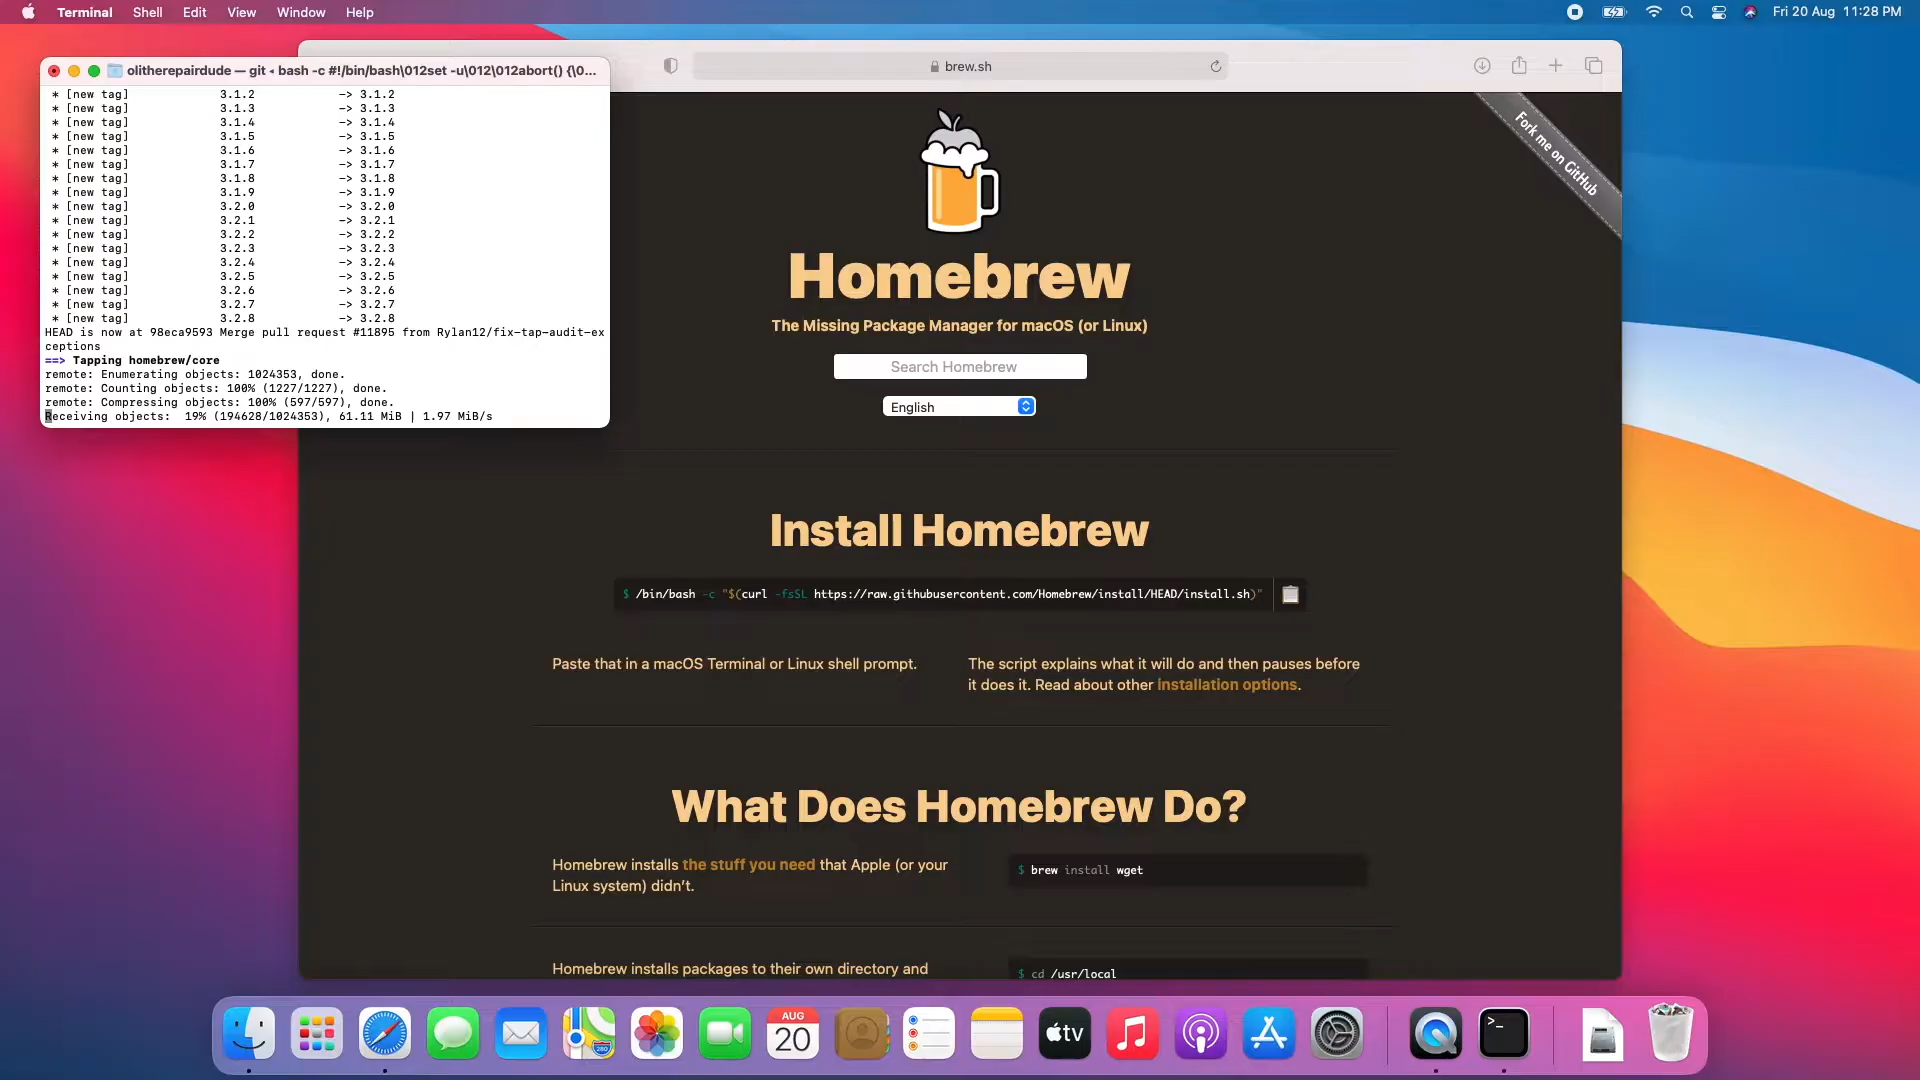 Terminal Shell Edit View Window Help
Fri 20 Aug 11:28 PM
olitherepairdude — git ◂ bash -c #!/bin/bash\012set -u\012\012abort() {\0...
* [new tag] 3.1.2 -> 3.1.2
* [new tag] 3.1.3 -> 3.1.3
* [new tag] 3.1.4 -> 3.1.4
* [new tag] 3.1.5 -> 3.1.5
* [new tag] 3.1.6 -> 3.1.6
* [new tag] 3.1.7 -> 3.1.7
* [new tag] 3.1.8 -> 3.1.8
* [new tag] 3.1.9 -> 3.1.9
* [new tag] 3.2.0 -> 3.2.0
* [new tag] 3.2.1 -> 3.2.1
* [new tag] 3.2.2 -> 3.2.2
* [new tag] 3.2.3 -> 3.2.3
* [new tag] 3.2.4 -> 3.2.4
* [new tag] 3.2.5 -> 3.2.5
* [new tag] 3.2.6 -> 3.2.6
* [new tag] 3.2.7 -> 3.2.7
* [new tag] 3.2.8 -> 3.2.8
HEAD is now at 98eca9593 Merge pull request #11895 from Rylan12/fix-tap-audit-ex
ceptions
==> Tapping homebrew/core
remote: Enumerating objects: 1024353, done.
remote: Counting objects: 100% (1227/1227), done.
remote: Compressing objects: 100% (597/597), done.
Receiving objects: 19% (194628/1024353), 61.11 MiB | 1.97 MiB/s
brew.sh
Fork me on GitHub
Homebrew
The Missing Package Manager for macOS (or Linux)
Search Homebrew
English
Install Homebrew
$ /bin/bash -c "$(curl -fsSL https://raw.githubusercontent.com/Homebrew/install/HEAD/install.sh)"
Paste that in a macOS Terminal or Linux shell prompt.
The script explains what it will do and then pauses before
it does it. Read about other installation options.
What Does Homebrew Do?
Homebrew installs the stuff you need that Apple (or your
Linux system) didn't.
$ brew install wget
Homebrew installs packages to their own directory and
$ cd /usr/local
280
AUG
20
tv
>_